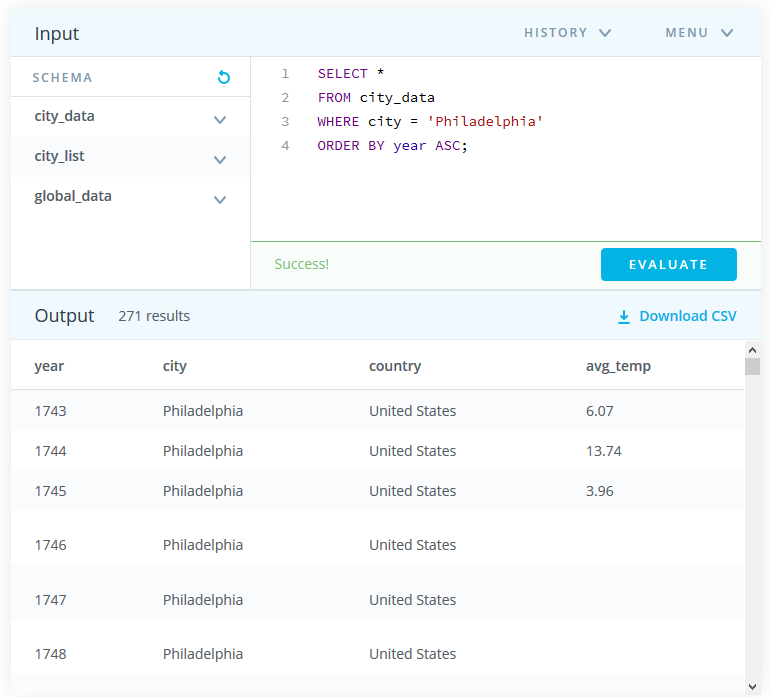 Input
HISTORY
MENU
SCHEMA
city_data
city_list
global_data
1 SELECT *
2 FROM city_data
3 WHERE city = 'Philadelphia'
4 ORDER BY year ASC;
Success!
EVALUATE
Output 271 results
Download CSV
year city country avg_temp
1743 Philadelphia United States 6.07
1744 Philadelphia United States 13.74
1745 Philadelphia United States 3.96
1746 Philadelphia United States
1747 Philadelphia United States
1748 Philadelphia United States